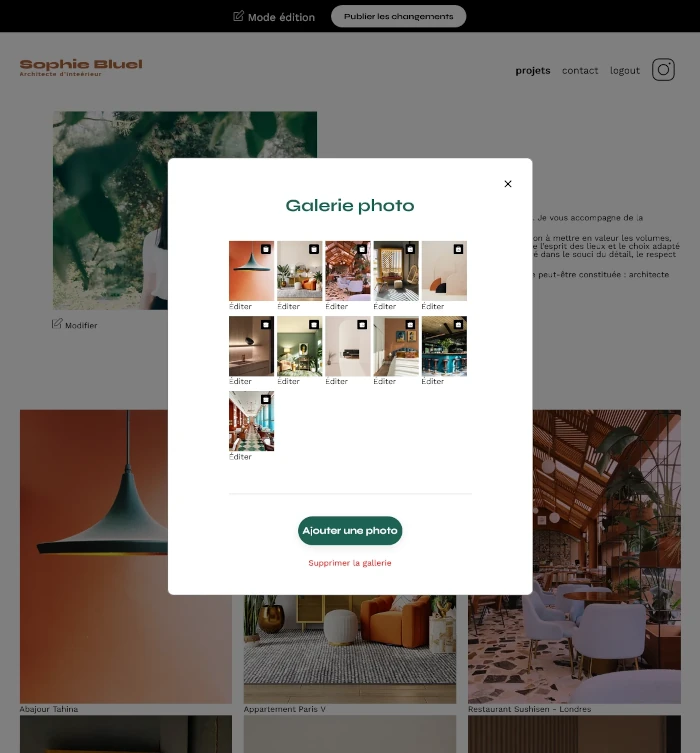 Mode édition
Publier les changements
Sophie Bluel
Architecte d'inteérieur
projets
contact
logout
. Je vous accompagne de la
on à mettre en valeur les volumes,
e l'esprit des lieux et le choix adapté
é dans le souci du détail, le respect
e peut-être constituée : architecte
Modifier
Galerie photo
Éditer
Éditer
Éditer
Éditer
Éditer
Éditer
Éditer
Éditer
Éditer
Éditer
Éditer
Ajouter une photo
Supprimer la gallerie
Abajour Tahina
Appartement Paris V
Restaurant Sushisen - Londres